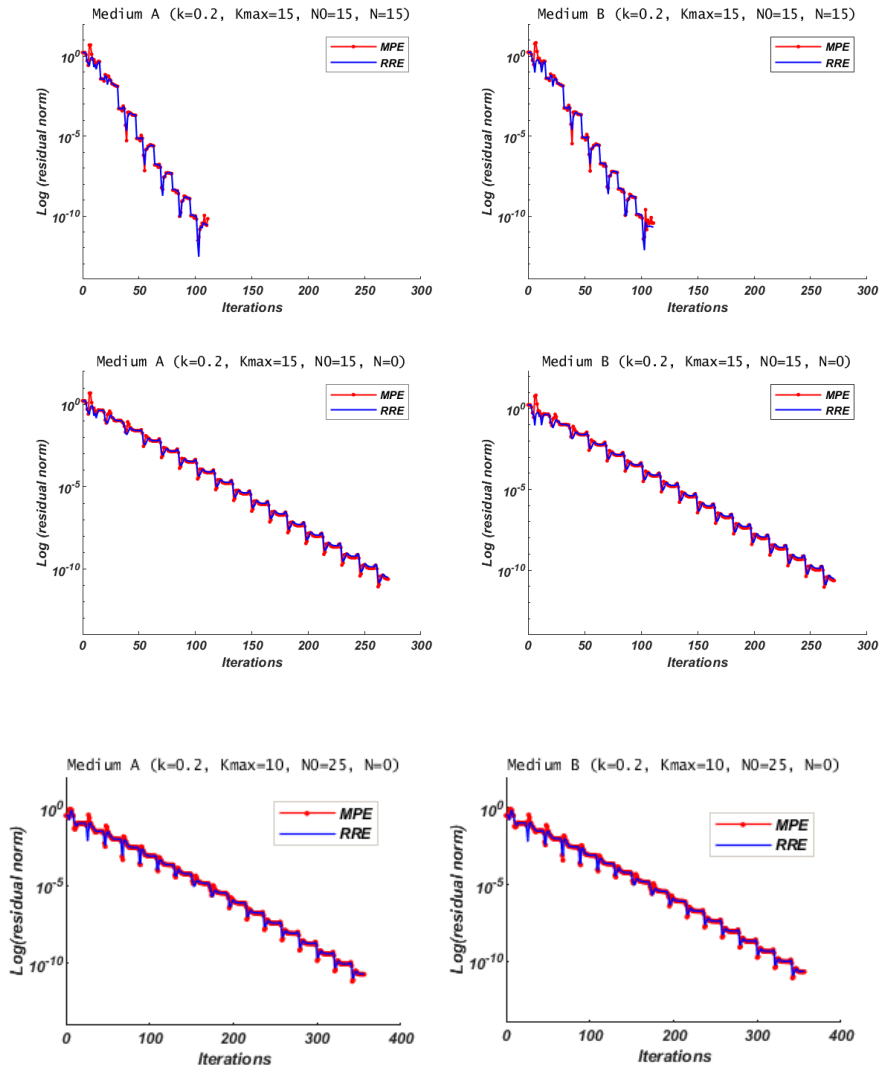 Medium A (k=0.2, Kmax=15, N0=15, N=15)
MPE
RRE
10^0
10^-5
10^-10
Log (residual norm)
0 50 100 150 200 250 300
Iterations
Medium B (k=0.2, Kmax=15, N0=15, N=15)
MPE
RRE
10^0
10^-5
10^-10
Log (residual norm)
0 50 100 150 200 250 300
Iterations
Medium A (k=0.2, Kmax=15, N0=15, N=0)
MPE
RRE
10^0
10^-5
10^-10
Log (residual norm)
0 50 100 150 200 250 300
Iterations
Medium B (k=0.2, Kmax=15, N0=15, N=0)
MPE
RRE
10^0
10^-5
10^-10
Log (residual norm)
0 50 100 150 200 250 300
Iterations
Medium A (k=0.2, Kmax=10, N0=25, N=0)
MPE
RRE
10^0
10^-5
10^-10
Log(residual norm)
0 100 200 300 400
Iterations
Medium B (k=0.2, Kmax=10, N0=25, N=0)
MPE
RRE
10^0
10^-5
10^-10
Log(residual norm)
0 100 200 300 400
Iterations